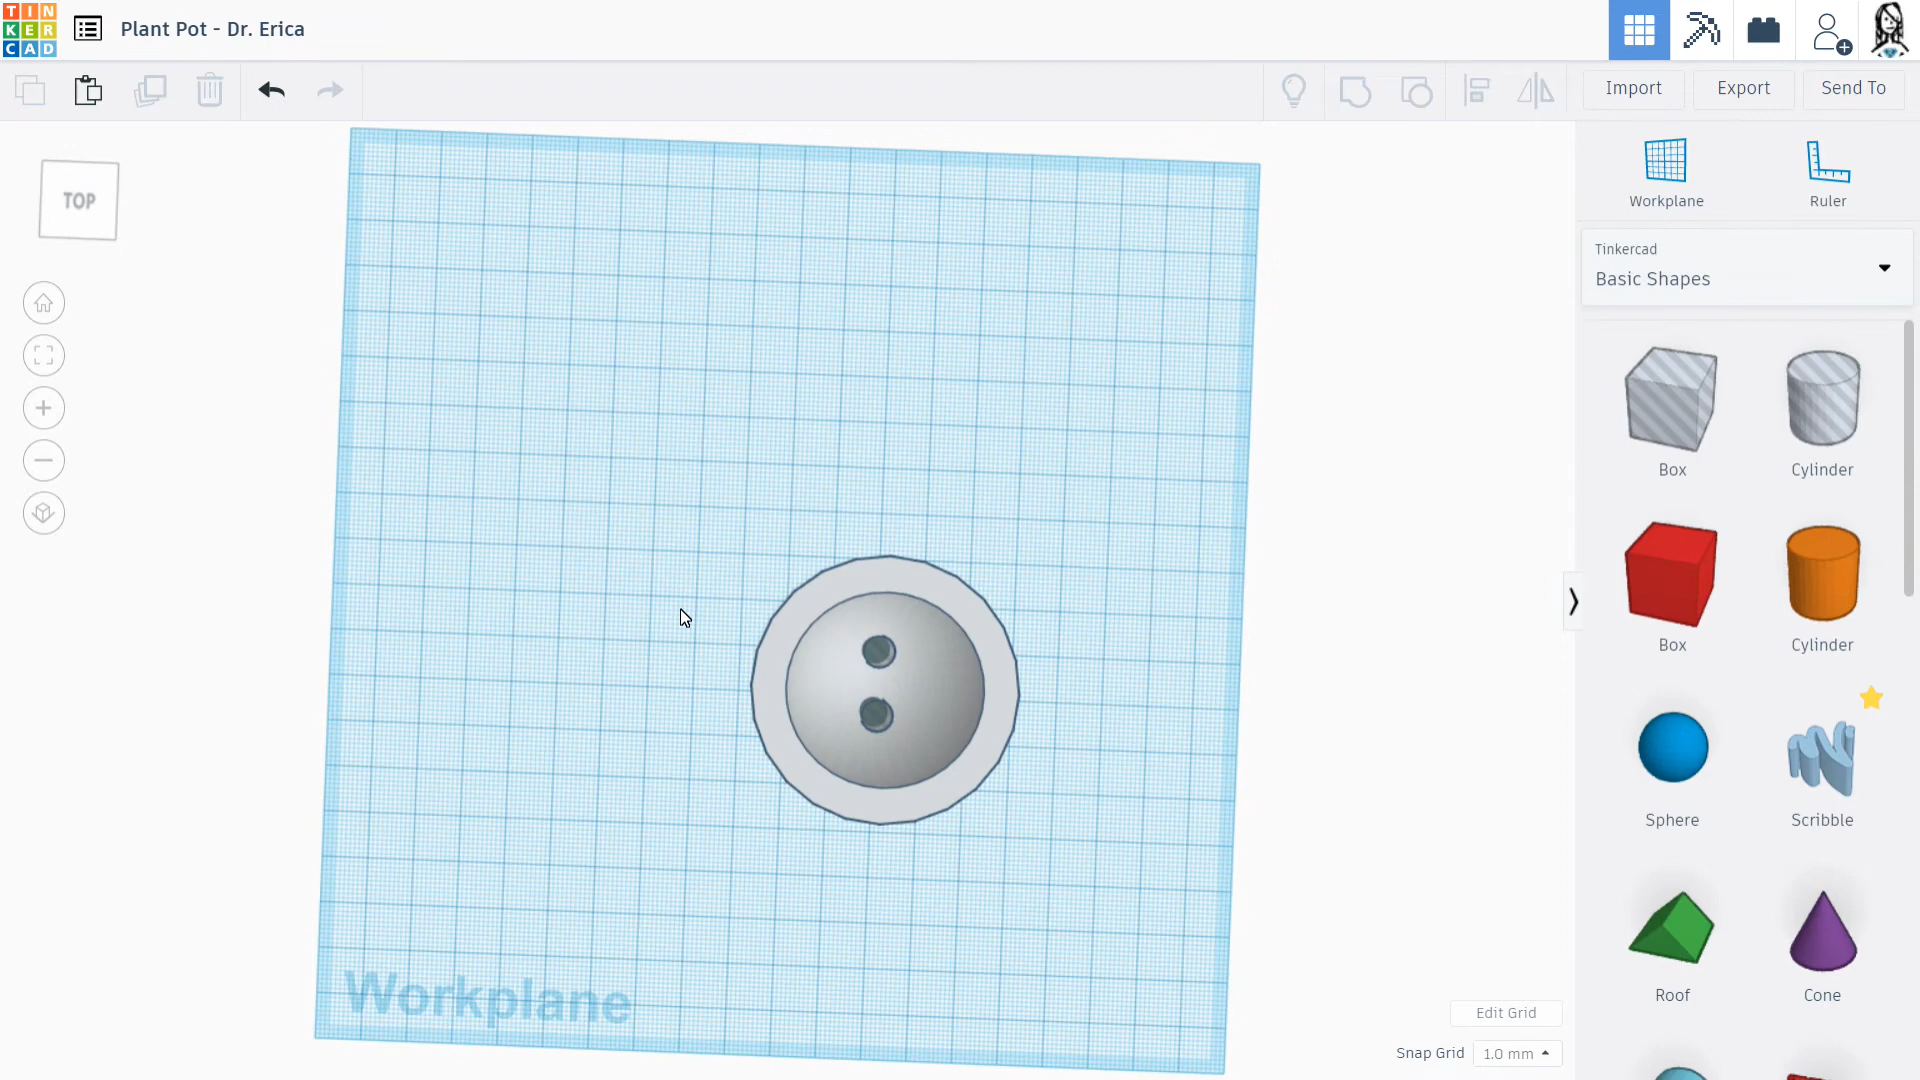 TIN
KER
CAD
Plant Pot - Dr. Erica
Import
Export
Send To
TOP
Workplane
Ruler
Tinkercad
Basic Shapes
Box
Cylinder
Box
Cylinder
Sphere
Scribble
Roof
Cone
Workplane
Edit Grid
Snap Grid
1.0 mm